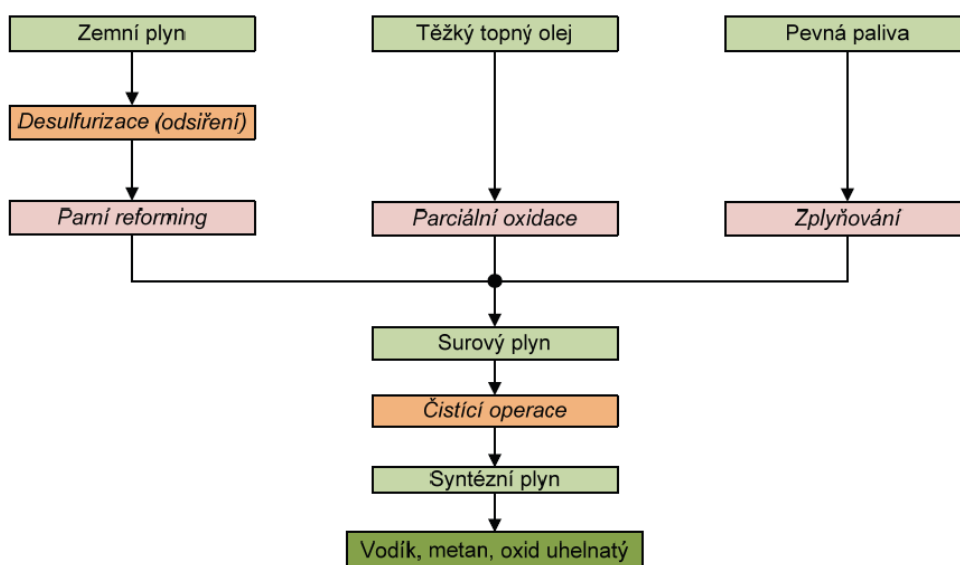 Zemní plyn
Těžký topný olej
Pevná paliva
Desulfurizace (odsiření)
Parní reforming
Parciální oxidace
Zplyňování
Surový plyn
Čistící operace
Syntézní plyn
Vodík, metan, oxid uhelnatý